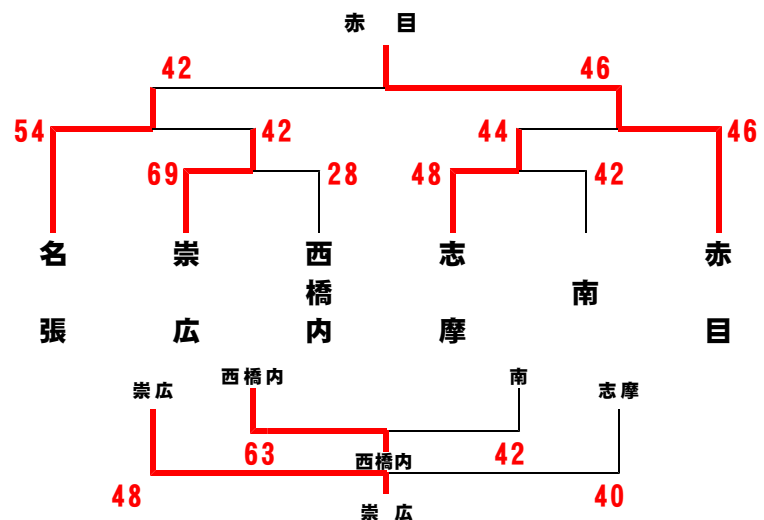 赤目
42 46
54 42 44 46
69 28 48 42
名張 崇広 西橋内 志摩 南 赤目
西橋内 南
崇広 志摩
63 西橋内 42
48 40
崇広